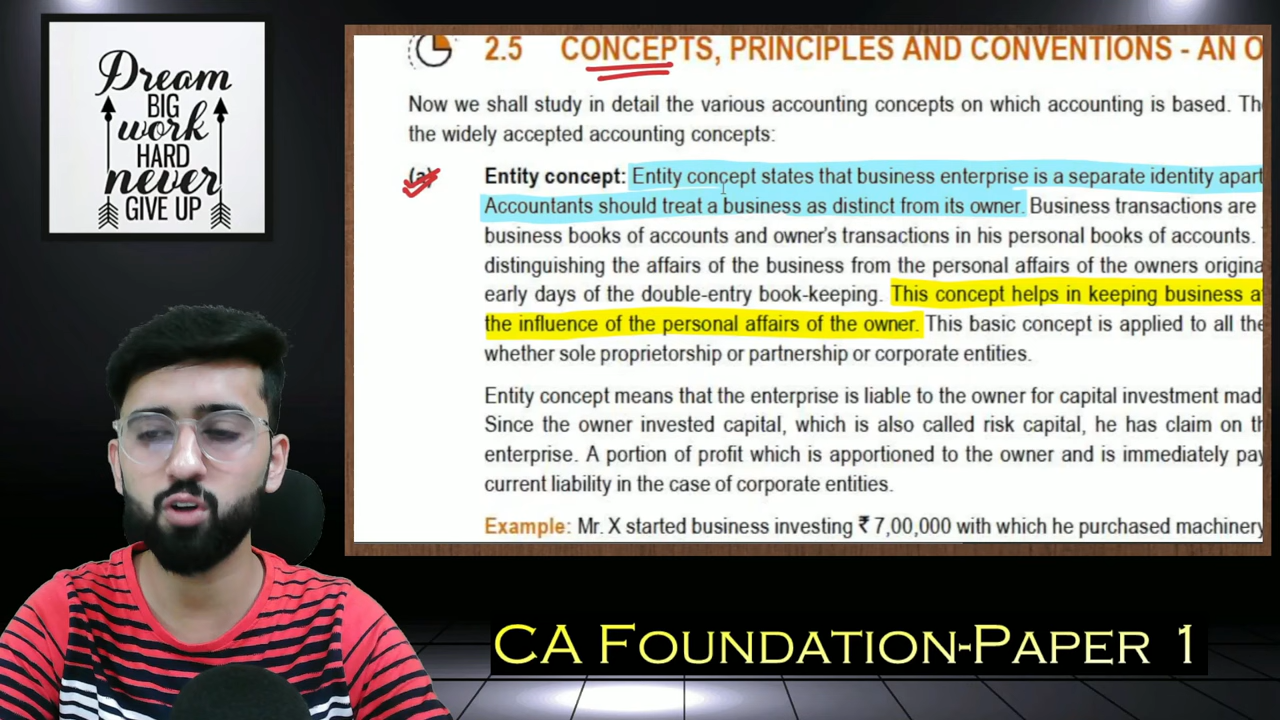 Dream
BIG
work
HARD
never
GIVE UP
2.5 CONCEPTS, PRINCIPLES AND CONVENTIONS - AN O
Now we shall study in detail the various accounting concepts on which accounting is based. Th
the widely accepted accounting concepts:
(a) Entity concept: Entity concept states that business enterprise is a separate identity apart
Accountants should treat a business as distinct from its owner. Business transactions are
business books of accounts and owner's transactions in his personal books of accounts.
distinguishing the affairs of the business from the personal affairs of the owners origina
early days of the double-entry book-keeping. This concept helps in keeping business a
the influence of the personal affairs of the owner. This basic concept is applied to all the
whether sole proprietorship or partnership or corporate entities.
Entity concept means that the enterprise is liable to the owner for capital investment mad
Since the owner invested capital, which is also called risk capital, he has claim on th
enterprise. A portion of profit which is apportioned to the owner and is immediately pay
current liability in the case of corporate entities.
Example: Mr. X started business investing ₹ 7,00,000 with which he purchased machinery
CA FOUNDATION-PAPER 1